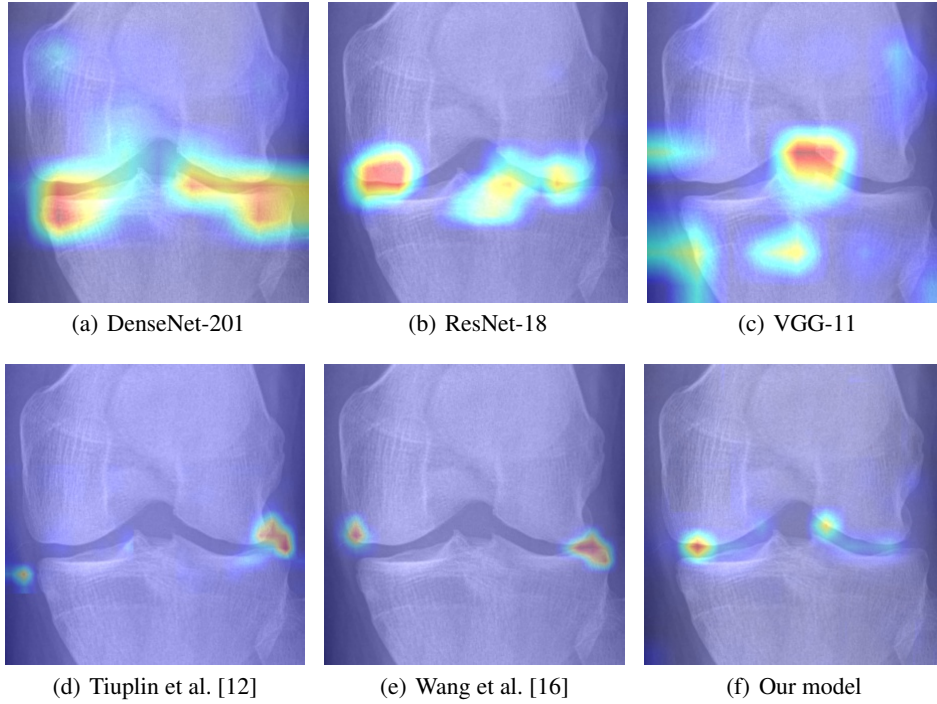 (a) DenseNet-201
(b) ResNet-18
(c) VGG-11
(d) Tiuplin et al. [12]
(e) Wang et al. [16]
(f) Our model